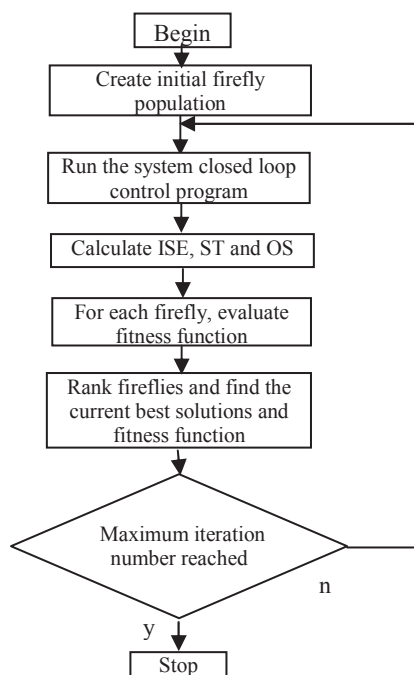 Begin
Create initial firefly
population
Run the system closed loop
control program
Calculate ISE, ST and OS
For each firefly, evaluate
fitness function
Rank fireflies and find the
current best solutions and
fitness function
Maximum iteration
number reached
n
y
Stop